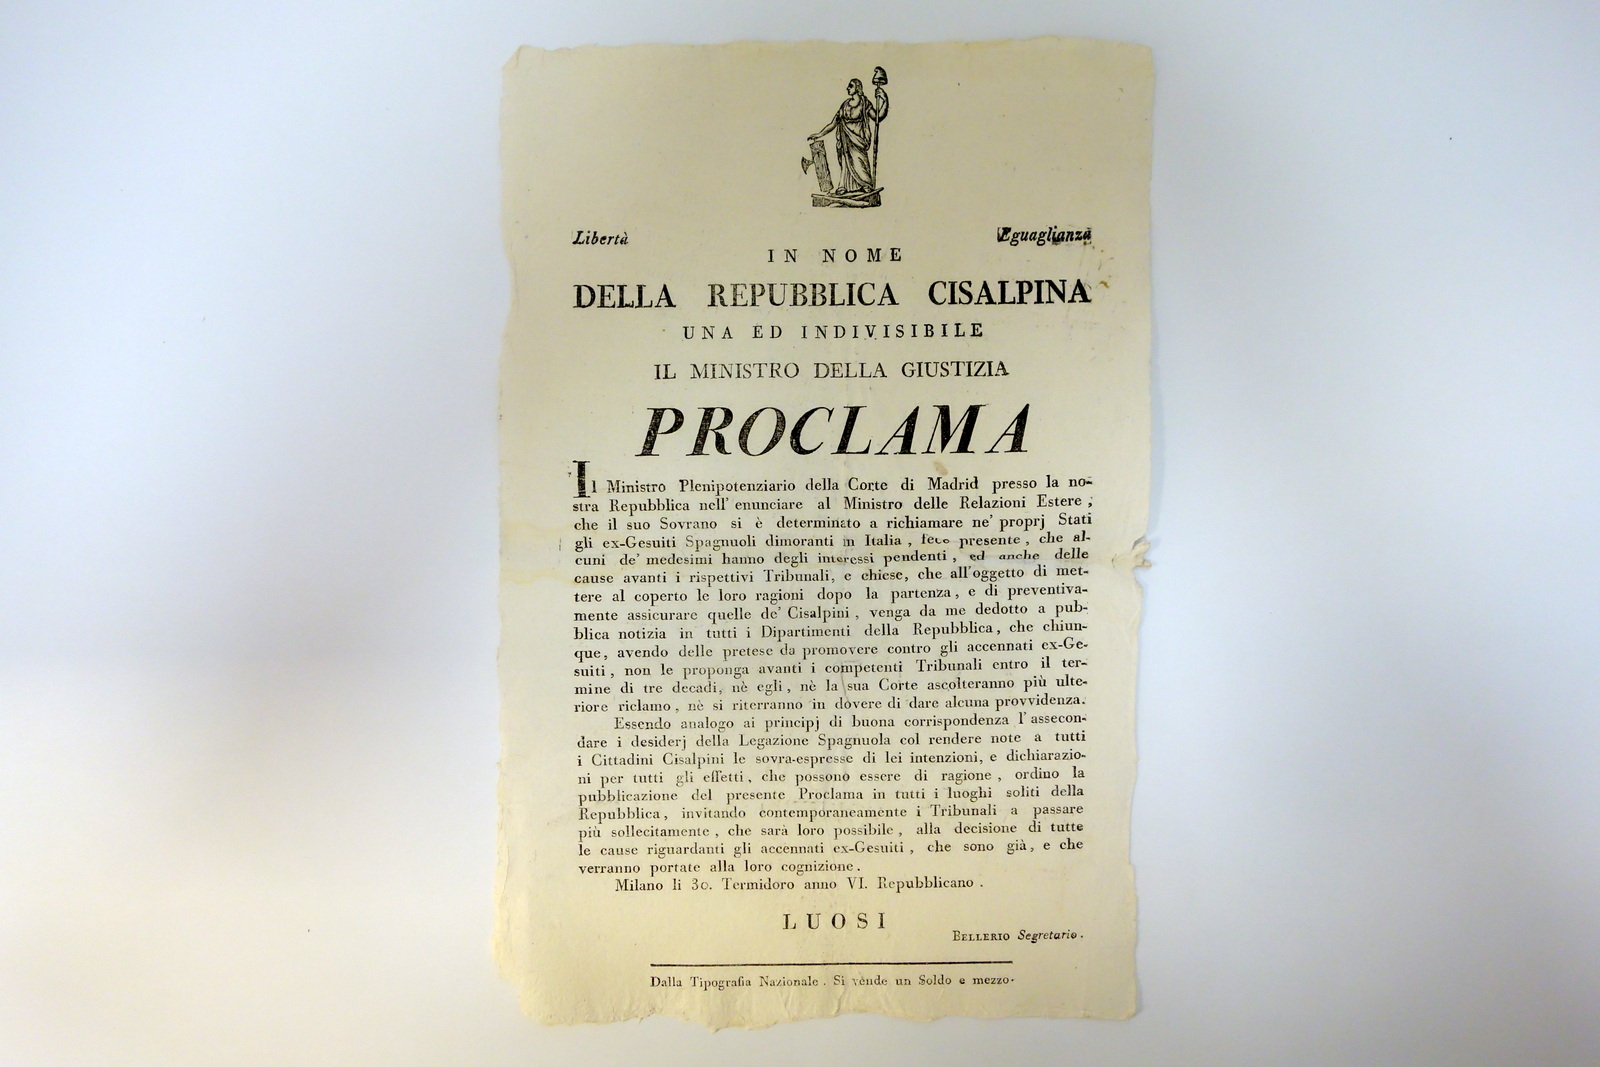 Libertà Eguaglianza
IN NOME
DELLA REPUBBLICA CISALPINA
UNA ED INDIVISIBILE
IL MINISTRO DELLA GIUSTIZIA
PROCLAMA
Il Ministro Plenipotenziario della Corte di Madrid presso la no-
stra Repubblica nell' enunciare al Ministro delle Relazioni Estere,
che il suo Sovrano si è determinato a richiamare ne' proprj Stati
gli ex-Gesuiti Spagnuoli dimoranti in Italia, fece presente, che al-
cuni de' medesimi hanno degli interessi pendenti, ed anche delle
cause avanti i rispettivi Tribunali, e chiese, che all'oggetto di met-
tere al coperto le loro ragioni dopo la partenza, e di preventiva-
mente assicurare quelle de' Cisalpini, venga da me dedotto a pub-
blica notizia in tutti i Dipartimenti della Repubblica, che chiun-
que, avendo delle pretese da promovere contro gli accennati ex-Ge-
suiti, non le proponga avanti i competenti Tribunali entro il ter-
mine di tre decadi, nè egli, nè la sua Corte ascolteranno più ulte-
riore riclamo, nè si riterranno in dovere di dare alcuna provvidenza.
Essendo analogo ai principj di buona corrispondenza l'assecon-
dare i desiderj della Legazione Spagnuola col rendere note a tutti
i Cittadini Cisalpini le sovra-espresse di lei intenzioni, e dichiarazio-
ni per tutti gli effetti, che possono essere di ragione, ordino la
pubblicazione del presente Proclama in tutti i luoghi soliti della
Repubblica, invitando contemporaneamente i Tribunali a passare
più sollecitamente, che sarà loro possibile, alla decisione di tutte
le cause riguardanti gli accennati ex-Gesuiti, che sono già, e che
verranno portate alla loro cognizione.
Milano li 30. Termidoro anno VI. Repubblicano.
LUOSI
BELLERIO Segretario.
Dalla Tipografia Nazionale. Si vende un Soldo e mezzo.